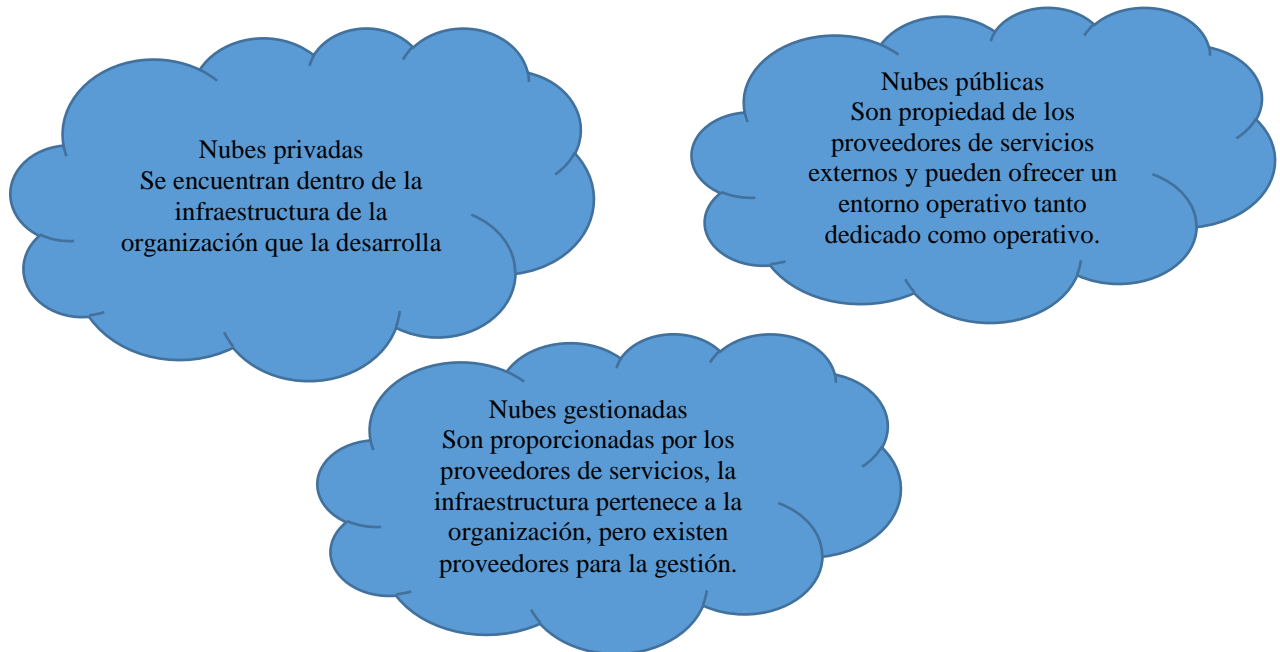 Nubes privadas
Se encuentran dentro de la
infraestructura de la
organización que la desarrolla
Nubes públicas
Son propiedad de los
proveedores de servicios
externos y pueden ofrecer un
entorno operativo tanto
dedicado como operativo.
Nubes gestionadas
Son proporcionadas por los
proveedores de servicios, la
infraestructura pertenece a la
organización, pero existen
proveedores para la gestión.